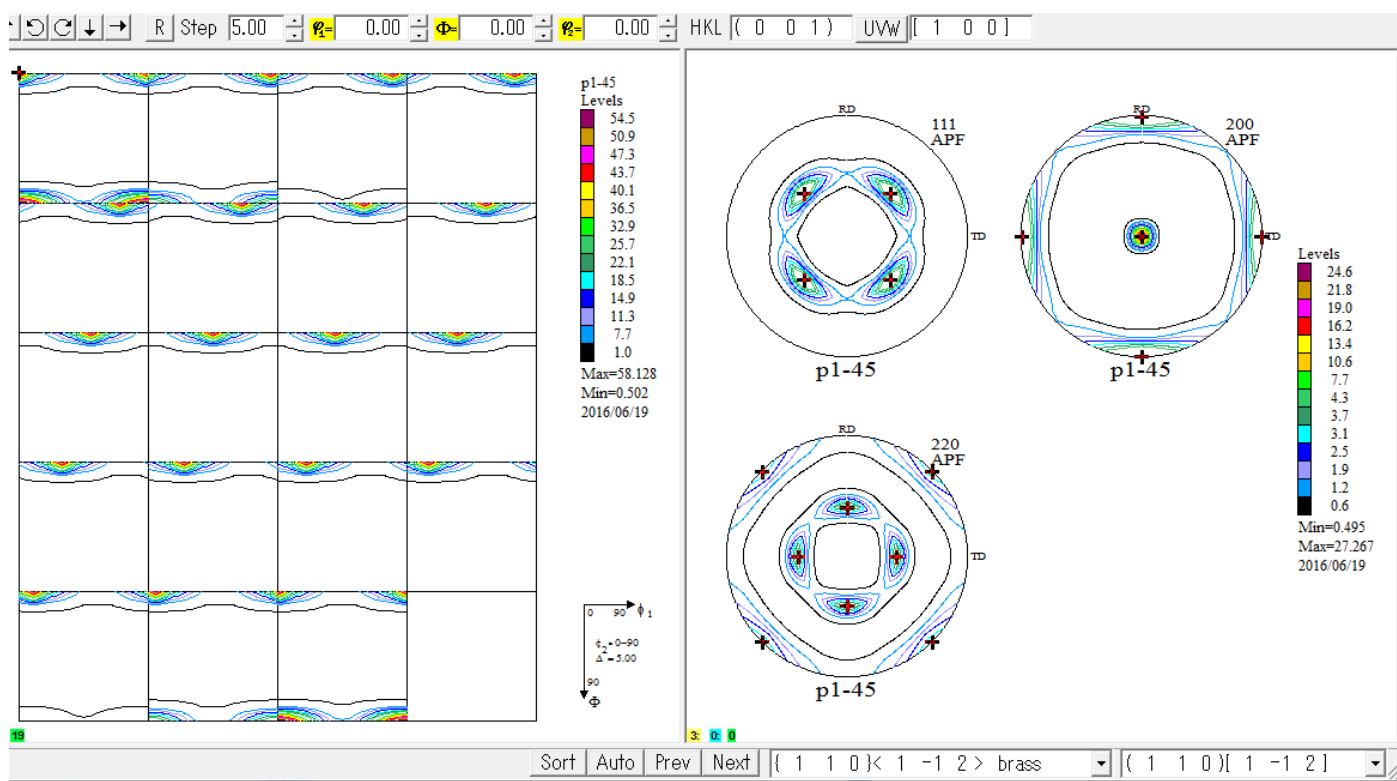 R Step 5.00 φ1= 0.00 Φ= 0.00 φ2= 0.00 HKL ( 0 0 1 ) UVW [ 1 0 0 ]
p1-45
Levels
54.5
50.9
47.3
43.7
40.1
36.5
32.9
25.7
22.1
18.5
14.9
11.3
7.7
1.0
Max=58.128
Min=0.502
2016/06/19
0 90 ϕ1
ϕ2=0-90
Δ =5.00
90
Φ
19
RD
111
APF
TD
p1-45
RD
200
APF
TD
p1-45
RD
220
APF
TD
p1-45
Levels
24.6
21.8
19.0
16.2
13.4
10.6
7.7
4.3
3.7
3.1
2.5
1.9
1.2
0.6
Min=0.495
Max=27.267
2016/06/19
3: 0: 0
Sort Auto Prev Next { 1 1 0 }< 1 -1 2 > brass ( 1 1 0 )[ 1 -1 2 ]